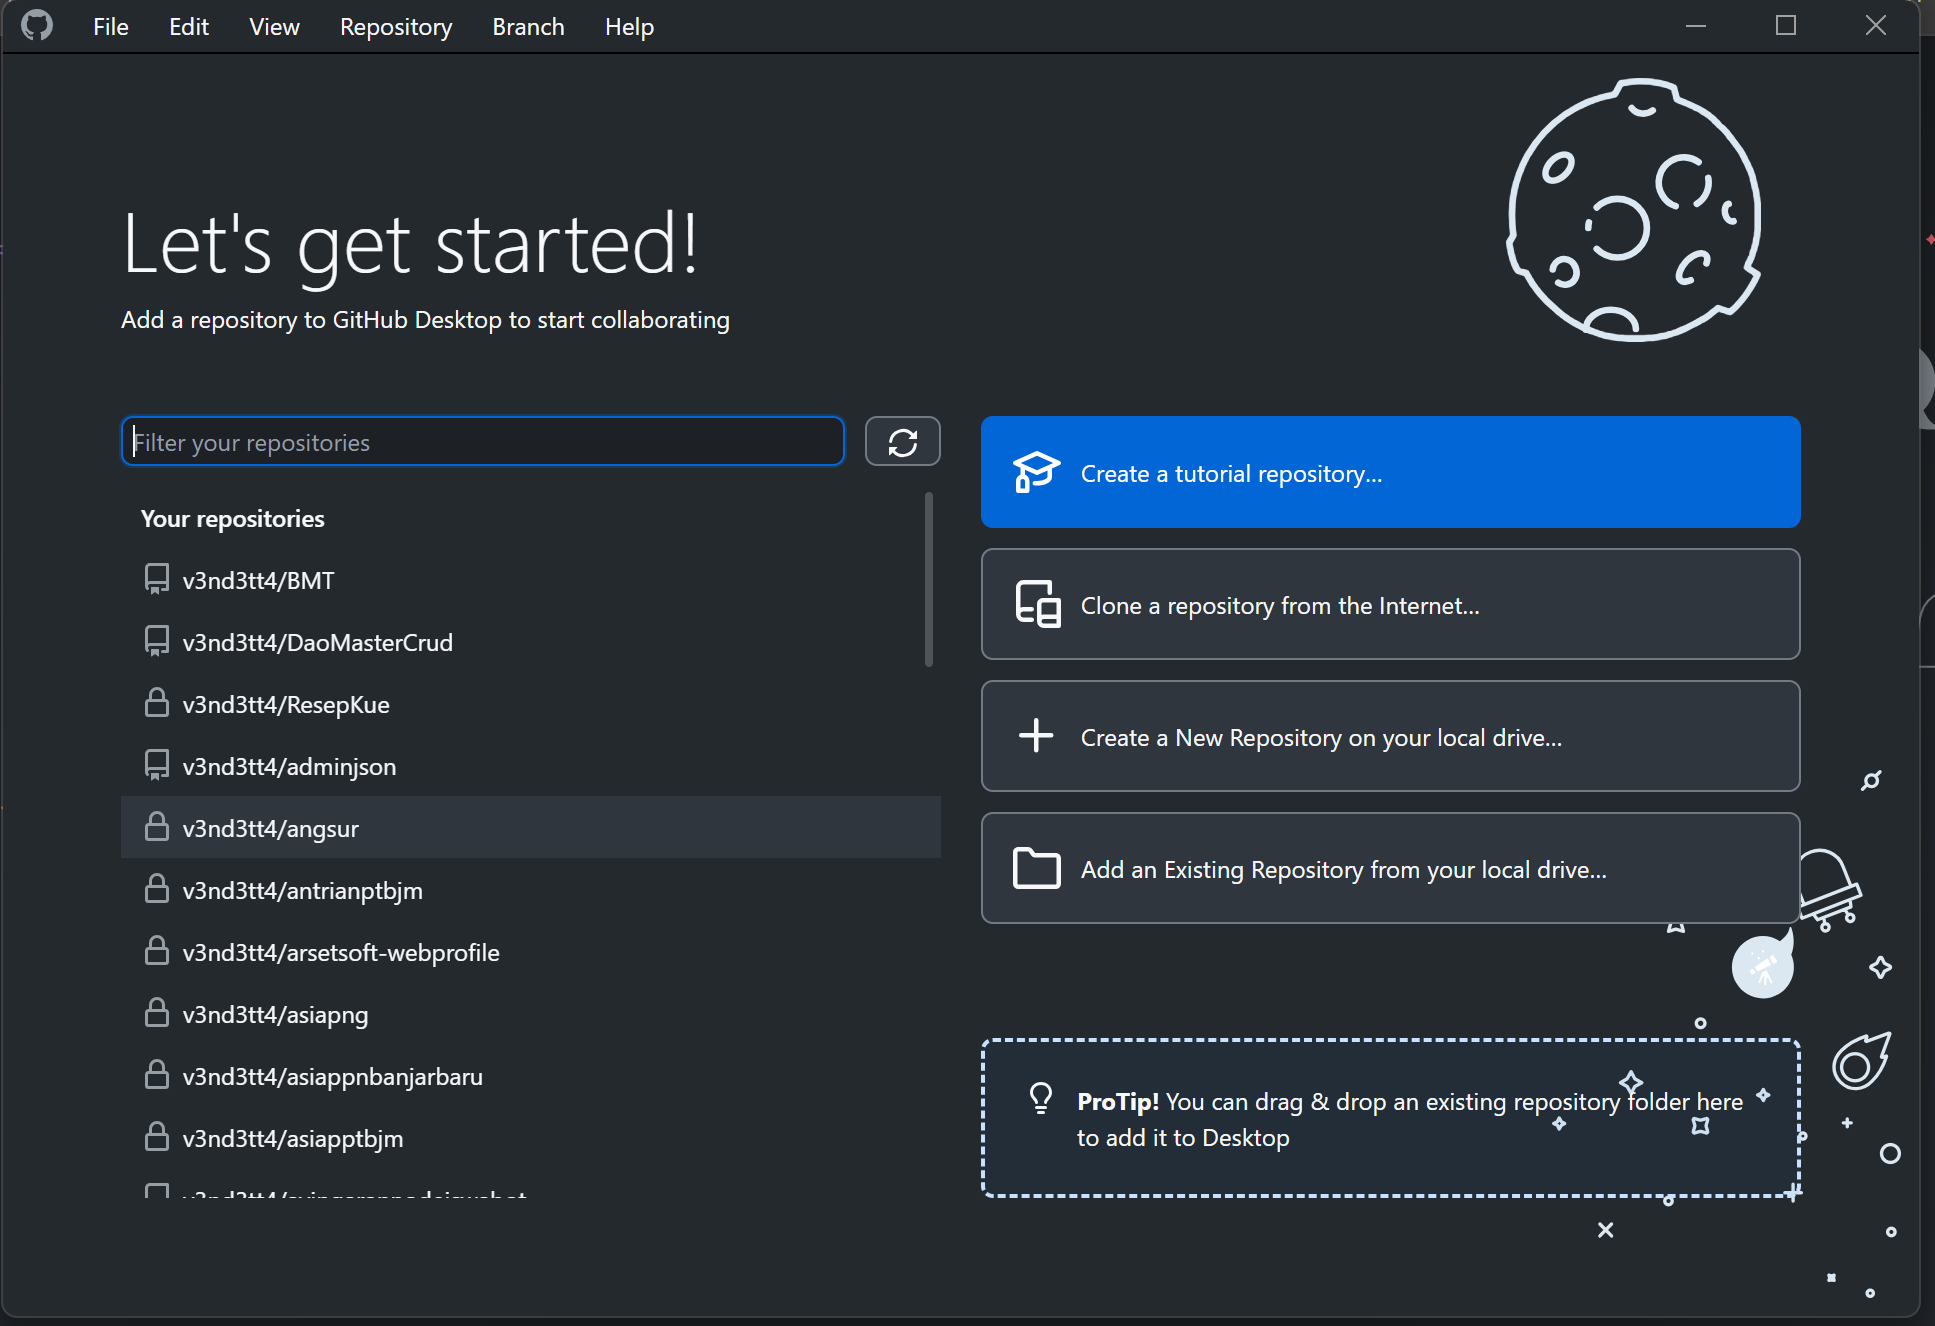 File Edit View Repository Branch Help
Let's get started!
Add a repository to GitHub Desktop to start collaborating
Filter your repositories
Your repositories
v3nd3tt4/BMT
v3nd3tt4/DaoMasterCrud
v3nd3tt4/ResepKue
v3nd3tt4/adminjson
v3nd3tt4/angsur
v3nd3tt4/antrianptbjm
v3nd3tt4/arsetsoft-webprofile
v3nd3tt4/asiapng
v3nd3tt4/asiappnbanjarbaru
v3nd3tt4/asiapptbjm
Create a tutorial repository...
Clone a repository from the Internet...
Create a New Repository on your local drive...
Add an Existing Repository from your local drive...
ProTip! You can drag & drop an existing repository folder here
to add it to Desktop